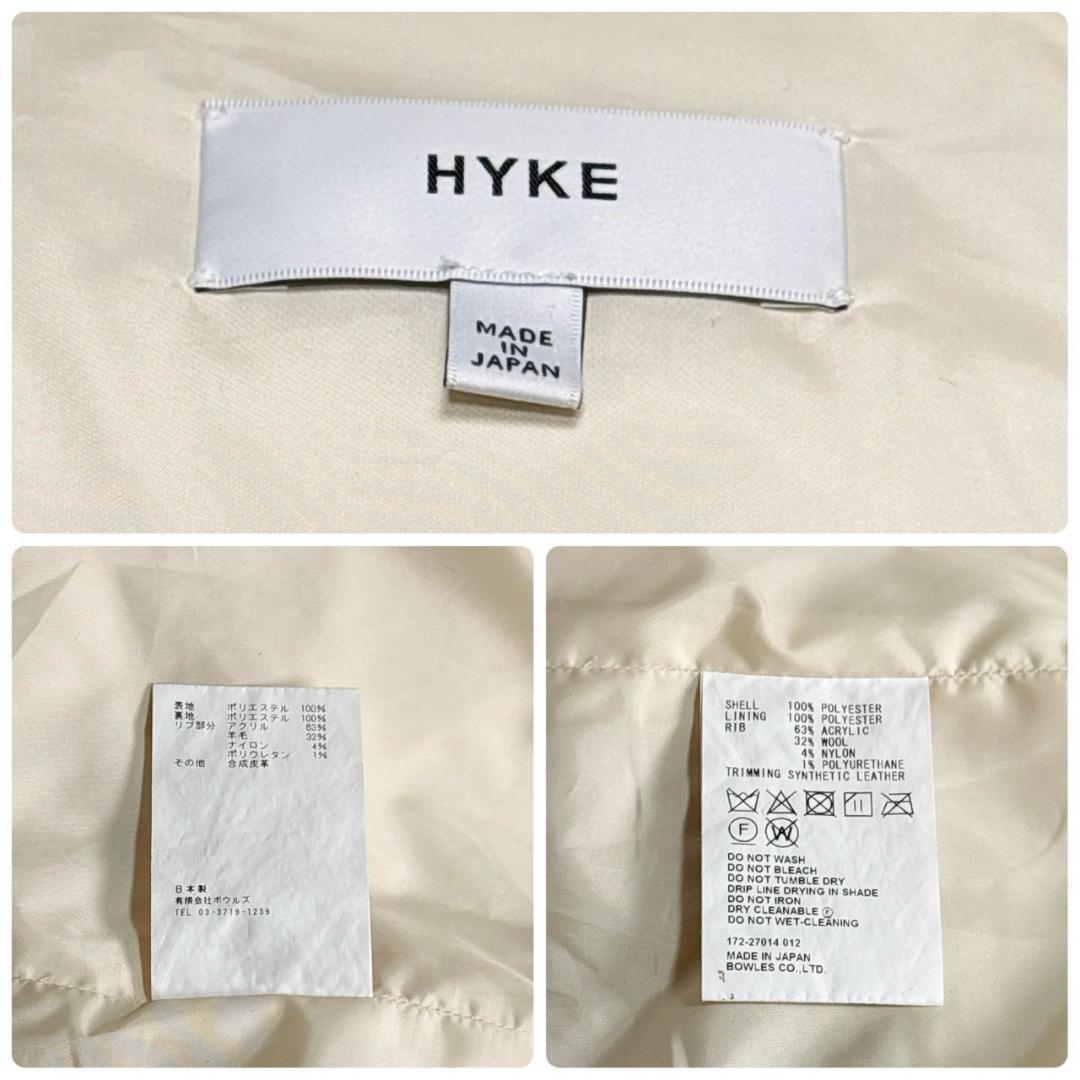 HYKE
MADE
IN
JAPAN
表地 ポリエステル 100%
裏地 ポリエステル 100%
リブ部分 アクリル 63%
羊毛 32%
ナイロン 4%
ポリウレタン 1%
その他 合成皮革
日本製
有限会社ボウルズ
TEL 03-3719-1239
SHELL 100% POLYESTER
LINING 100% POLYESTER
RIB 63% ACRYLIC
32% WOOL
4% NYLON
1% POLYURETHANE
TRIMMING SYNTHETIC LEATHER
F W
DO NOT WASH
DO NOT BLEACH
DO NOT TUMBLE DRY
DRIP LINE DRYING IN SHADE
DO NOT IRON
DRY CLEANABLE Ⓕ
DO NOT WET-CLEANING
172-27014 012
MADE IN JAPAN
BOWLES CO.,LTD.